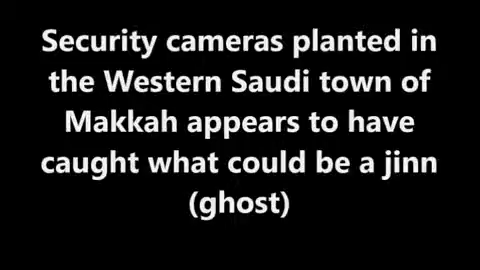 Security cameras planted in
the Western Saudi town of
Makkah appears to have
caught what could be a jinn
(ghost)